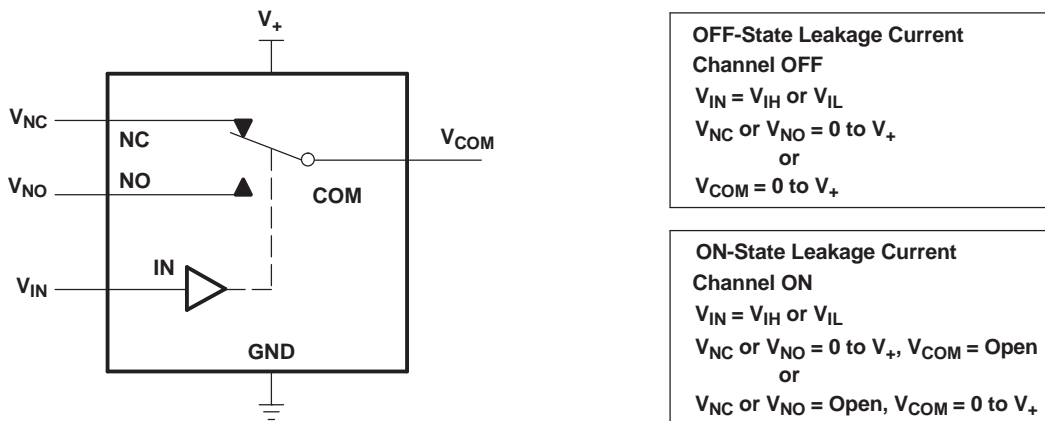 V+
VNC
NC
VCOM
VNO
NO
COM
IN
VIN
GND
OFF-State Leakage Current
Channel OFF
VIN = VIH or VIL
VNC or VNO = 0 to V+
or
VCOM = 0 to V+
ON-State Leakage Current
Channel ON
VIN = VIH or VIL
VNC or VNO = 0 to V+, VCOM = Open
or
VNC or VNO = Open, VCOM = 0 to V+